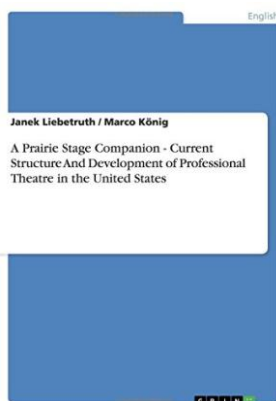 English
Janek Liebetruth / Marco König
A Prairie Stage Companion - Current
Structure And Development of Professional
Theatre in the United States
GRIN